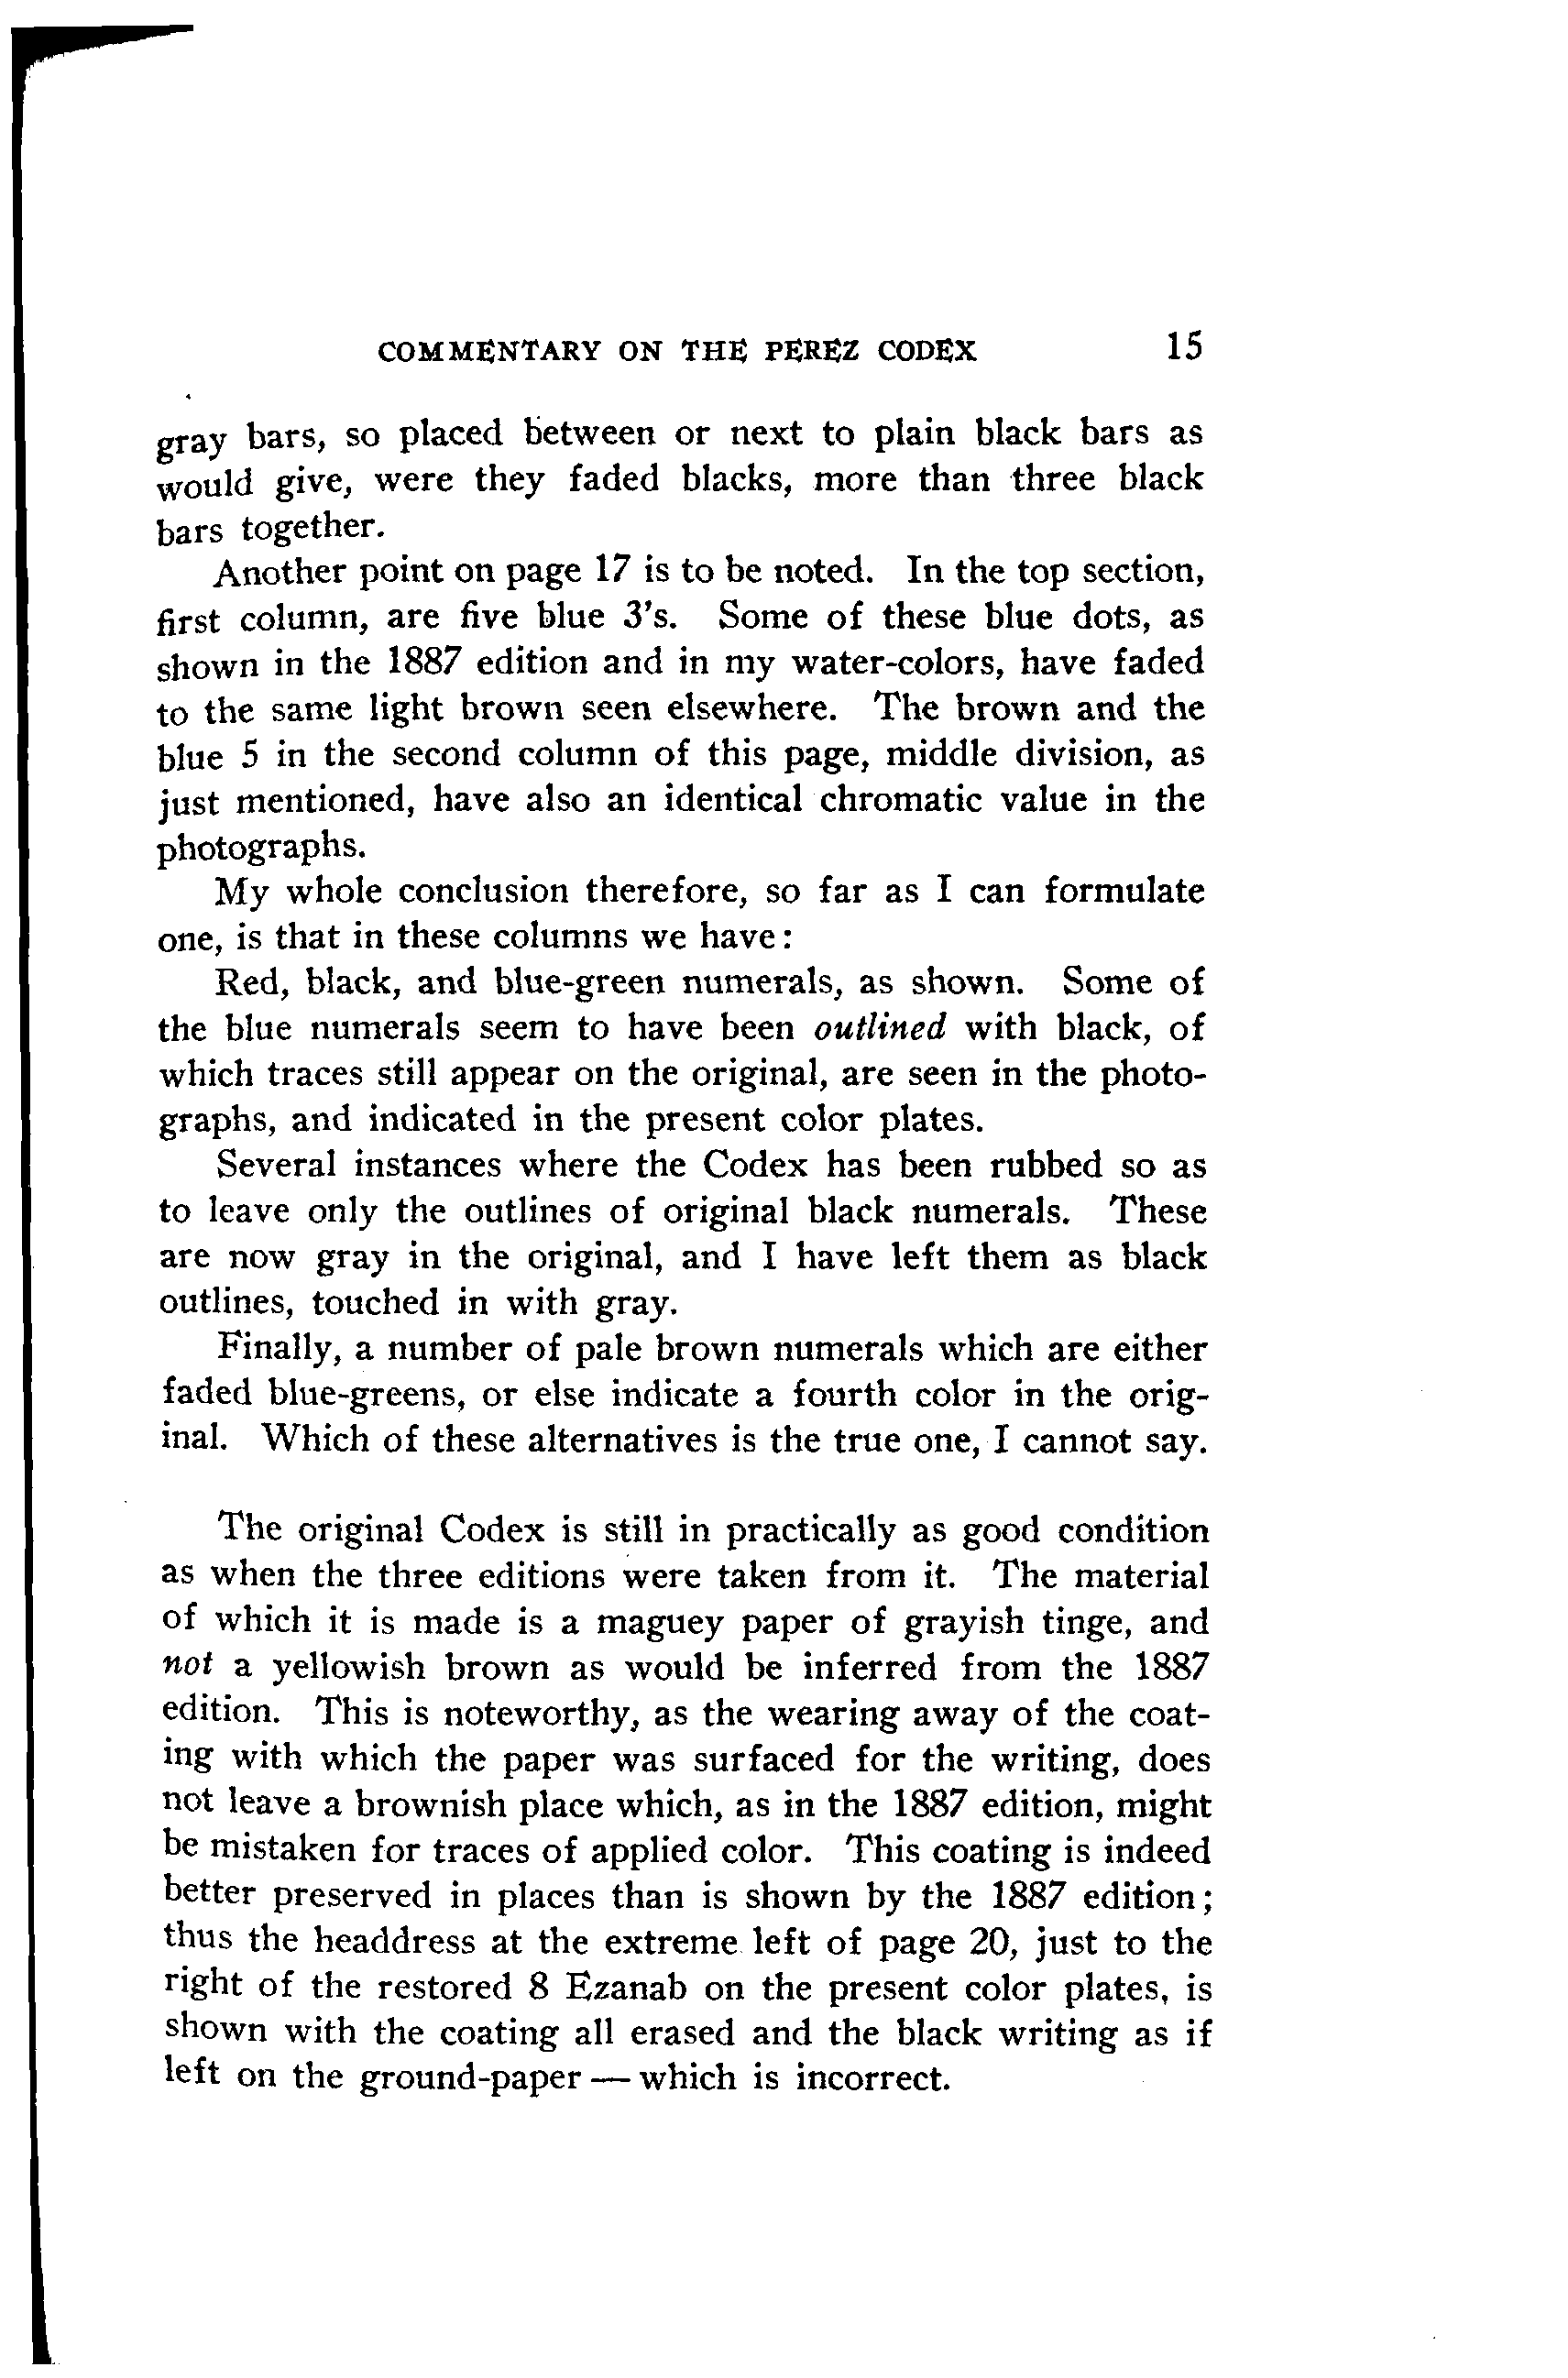 COMMENTARY ON THE PEREZ CODEX 15
gray bars, so placed between or next to plain black bars as
would give, were they faded blacks, more than three black
bars together.
Another point on page 17 is to be noted. In the top section,
first column, are five blue 3's. Some of these blue dots, as
shown in the 1887 edition and in my water-colors, have faded
to the same light brown seen elsewhere. The brown and the
blue 5 in the second column of this page, middle division, as
just mentioned, have also an identical chromatic value in the
photographs.
My whole conclusion therefore, so far as I can formulate
one, is that in these columns we have:
Red, black, and blue-green numerals, as shown. Some of
the blue numerals seem to have been outlined with black, of
which traces still appear on the original, are seen in the photo-
graphs, and indicated in the present color plates.
Several instances where the Codex has been rubbed so as
to leave only the outlines of original black numerals. These
are now gray in the original, and I have left them as black
outlines, touched in with gray.
Finally, a number of pale brown numerals which are either
faded blue-greens, or else indicate a fourth color in the orig-
inal. Which of these alternatives is the true one, I cannot say.
The original Codex is still in practically as good condition
as when the three editions were taken from it. The material
of which it is made is a maguey paper of grayish tinge, and
not a yellowish brown as would be inferred from the 1887
edition. This is noteworthy, as the wearing away of the coat-
ing with which the paper was surfaced for the writing, does
not leave a brownish place which, as in the 1887 edition, might
be mistaken for traces of applied color. This coating is indeed
better preserved in places than is shown by the 1887 edition;
thus the headdress at the extreme left of page 20, just to the
right of the restored 8 Ezanab on the present color plates, is
shown with the coating all erased and the black writing as if
left on the ground-paper — which is incorrect.